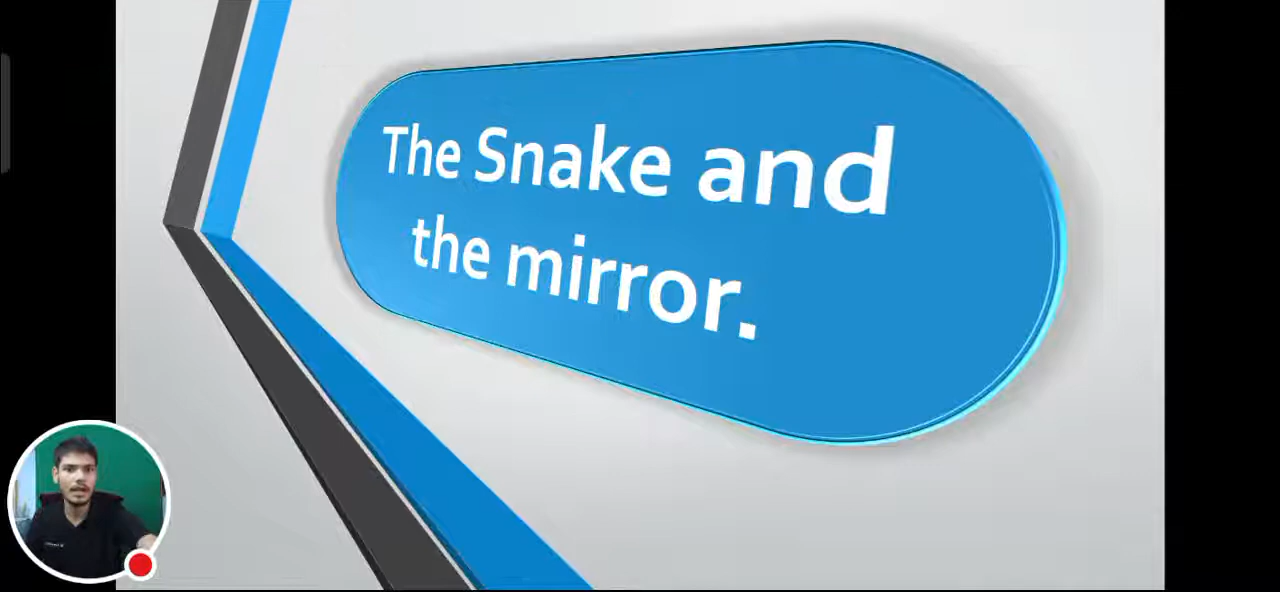 The Snake and
the mirror.